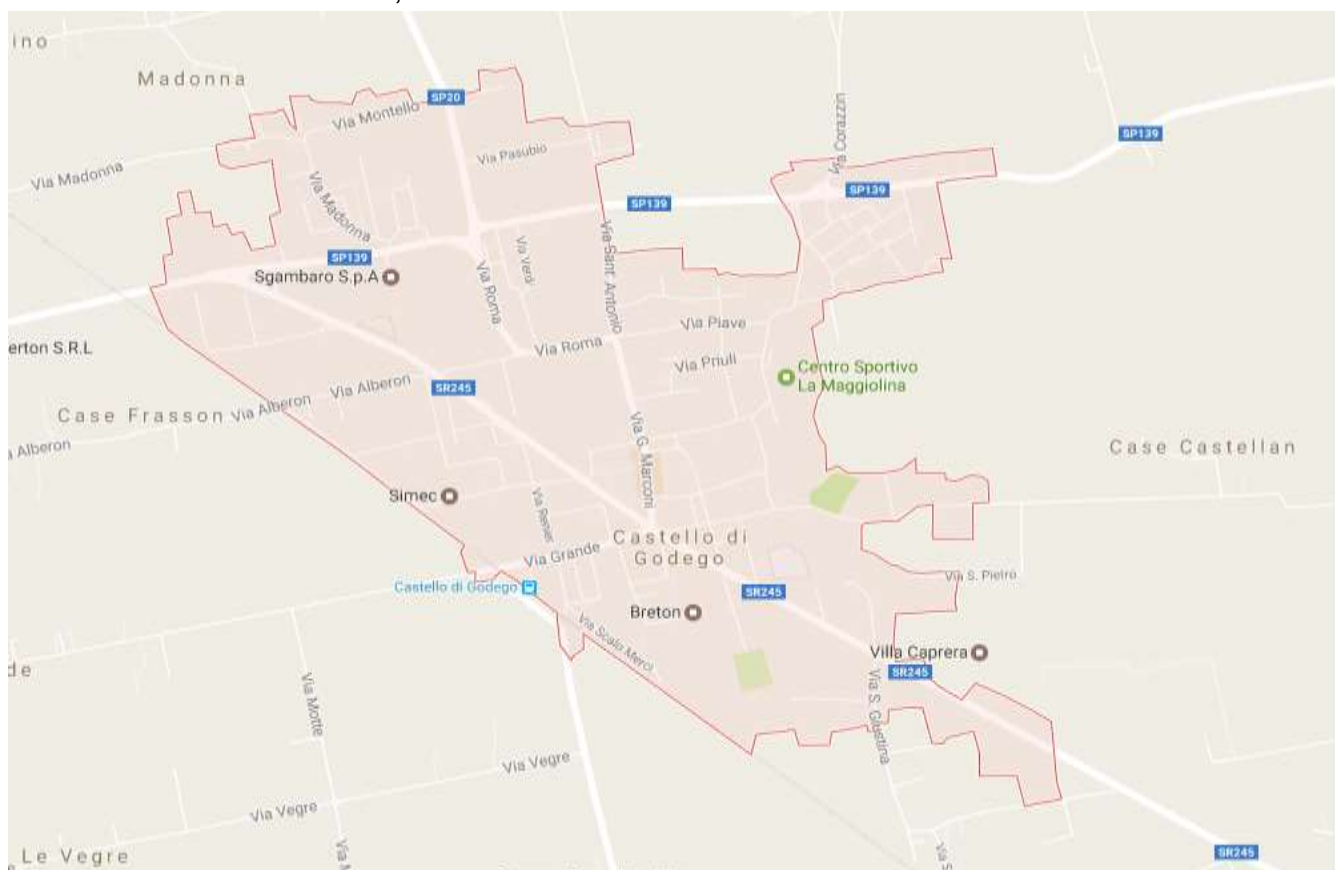 ino
Madonna
SP20
Via Montello
Via Corazzin
SP139
Via Pasubio
Via Madonna
SP139
Via Madonna
SP139
Via Sant' Antonio
Via Verdi
SP139
Sgambaro S.p.A
Via Roma
Via Piave
erton S.R.L
Via Roma
Via Priuli
Centro Sportivo
La Maggiolina
Via Alberon
SR245
Case Frasson
Via Alberon
Alberon
Via G. Marconi
Case Castellan
Simec
Via Renier
Castello di
Godego
Via Grande
Via S. Pietro
Castello di Godego
SR245
Breton
Via Scalo Merci
Villa Caprera
de
SR245
Via Motte
Via S. Giustina
Via Vegre
Via Vegre
Le Vegre
SR245